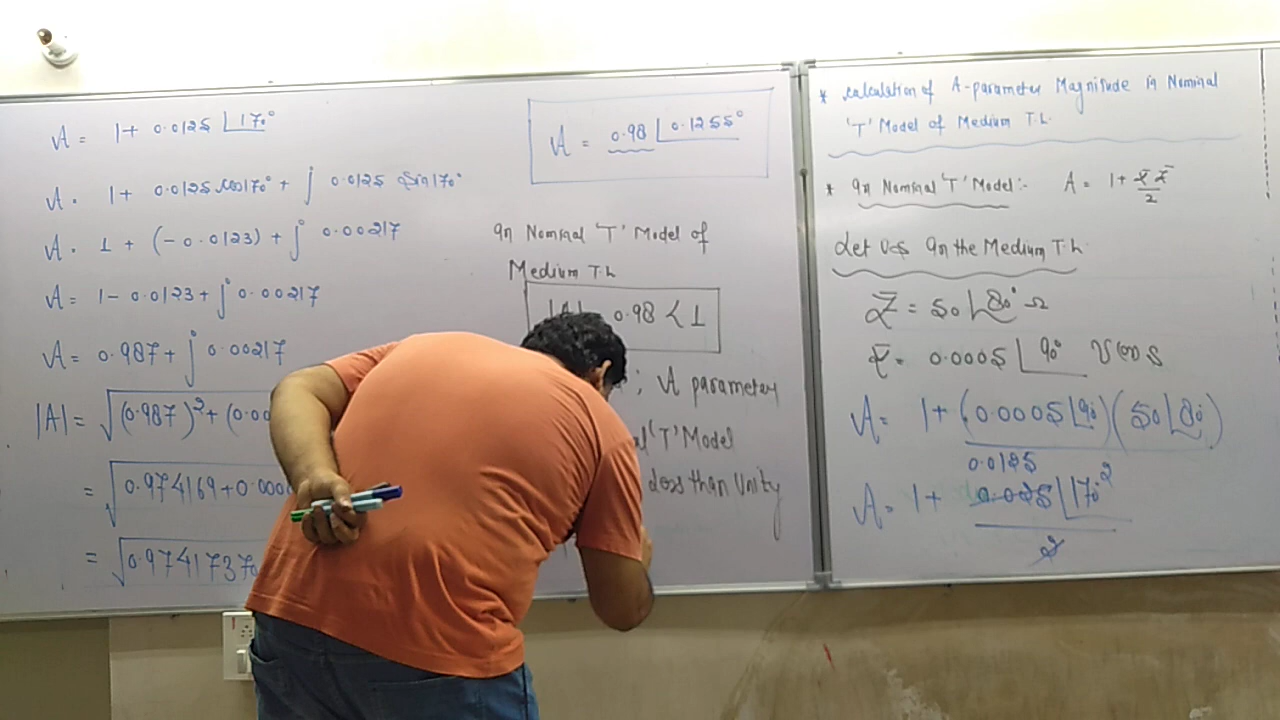 * Calculation of A-parameter Magnitude in Nominal
'T' Model of Medium T.L.
* In Nominal 'T' Model:- A = 1+ ȲZ̄/2
Let Us In the Medium T.L.
Z̄ = 50∠80° Ω
Ȳ = 0.0005∠90°
A = 1+ (0.0005∠90°)(50∠80°)
2
0.0125
A = 1+ 0.025∠170°
2
A = 1+ 0.0125∠170°
A = 1+ 0.0125 cos170° + j 0.0125 sin170°
A = 1 + (-0.0123) + j 0.00217
A = 1-0.0123+j 0.00217
A = 0.987+j 0.00217
|A| = √(0.987)²+(0.00
= √0.974169+0.000
= √0.9741737
A = 0.98∠0.1255°
In Nominal 'T' Model of
Medium T.L
|A| 0.98 < 1
; A parameter
'T' Model
less than Unity